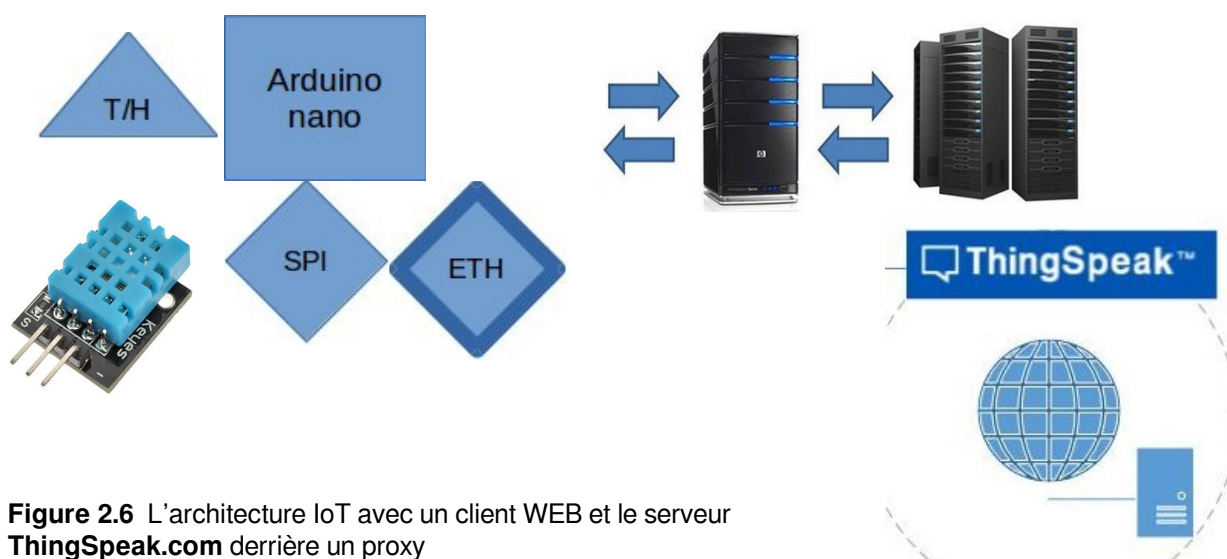 T/H
Arduino
nano
SPI
ETH
Keyes
S
-
ThingSpeak™
Figure 2.6 L'architecture IoT avec un client WEB et le serveur
ThingSpeak.com derrière un proxy